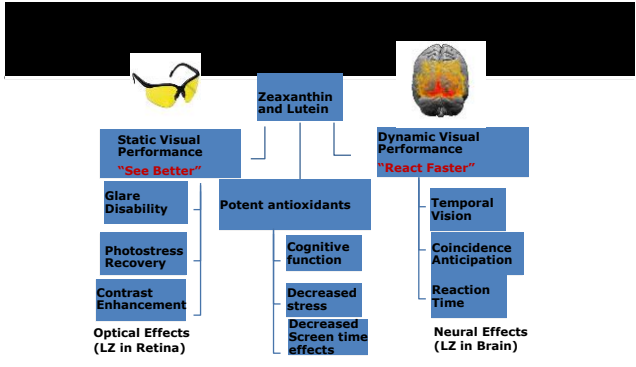 Zeaxanthin
and Lutein
Static Visual
Performance
“See Better”
Glare
Disability
Photostress
Recovery
Contrast
Enhancement
Optical Effects
(LZ in Retina)
Potent antioxidants
Cognitive
function
Decreased
stress
Decreased
Screen time
effects
Dynamic Visual
Performance
“React Faster”
Temporal
Vision
Coincidence
Anticipation
Reaction
Time
Neural Effects
(LZ in Brain)